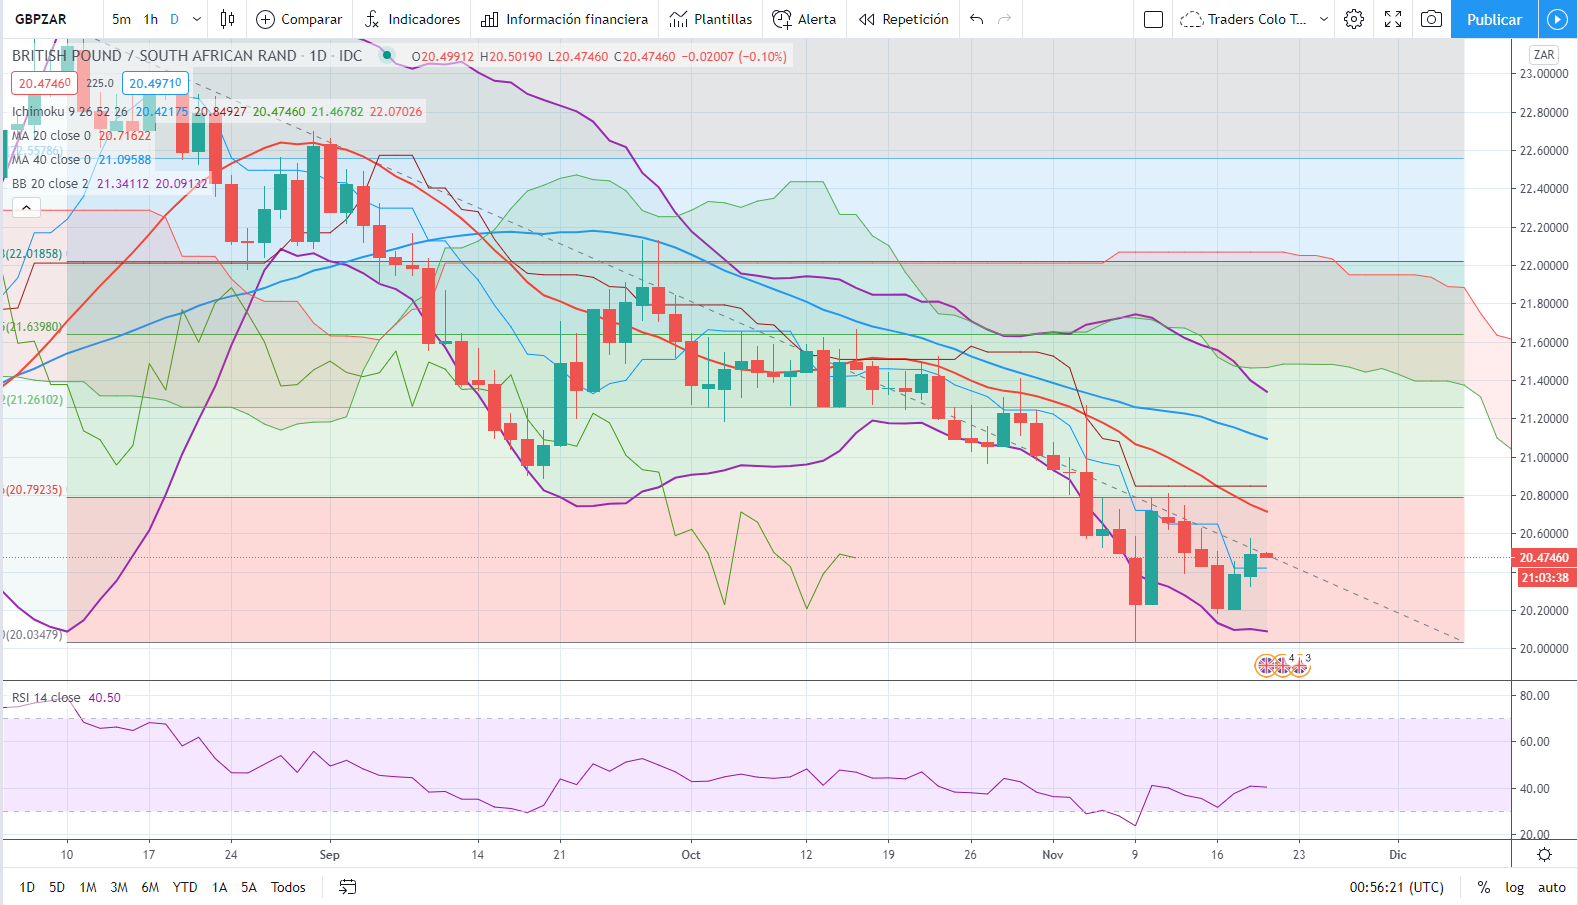 GBPZAR 5m 1h D Comparar Indicadores Información financiera Plantillas Alerta Repetición Traders Colo T... Publicar
BRITISH POUND / SOUTH AFRICAN RAND · 1D · IDC O20.49912 H20.50190 L20.47460 C20.47460 −0.02007 (−0.10%)
20.47460 225.0 20.49710
Ichimoku 9 26 52 26 20.42175 20.84927 20.47460 21.46782 22.07026
MA 20 close 0 20.71622
MA 40 close 0 21.09588
BB 20 close 2 21.34112 20.09132
(22.01858)
(21.63980)
(21.26102)
(20.79235)
(20.03479)
ZAR
23.00000
22.80000
22.60000
22.40000
22.20000
22.00000
21.80000
21.60000
21.40000
21.20000
21.00000
20.80000
20.60000
20.47460
21:03:38
20.20000
20.00000
4 3
RSI 14 close 40.50
80.00
60.00
40.00
20.00
10 17 24 Sep 14 21 Oct 12 19 26 Nov 9 16 23 Dic
1D 5D 1M 3M 6M YTD 1A 5A Todos 00:56:21 (UTC) % log auto